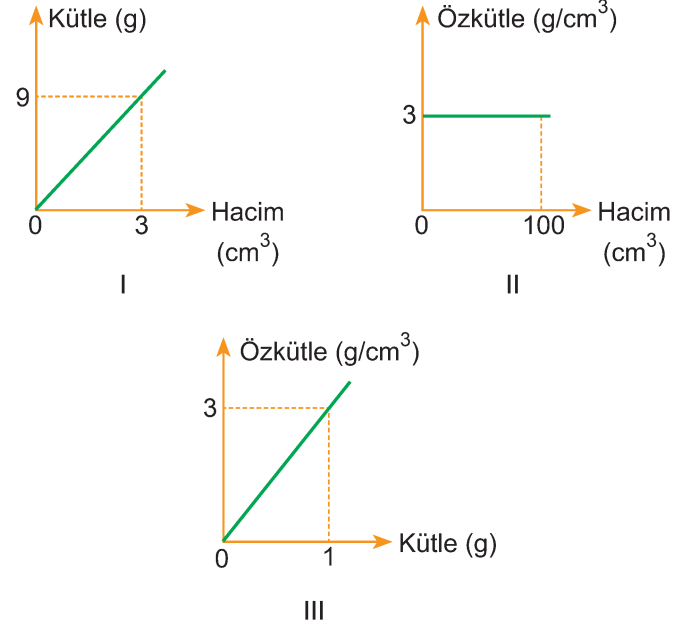 Kütle (g)
9
0
3
Hacim
(cm³)
I
Özkütle (g/cm³)
3
0
100
Hacim
(cm³)
II
Özkütle (g/cm³)
3
0
1
Kütle (g)
III